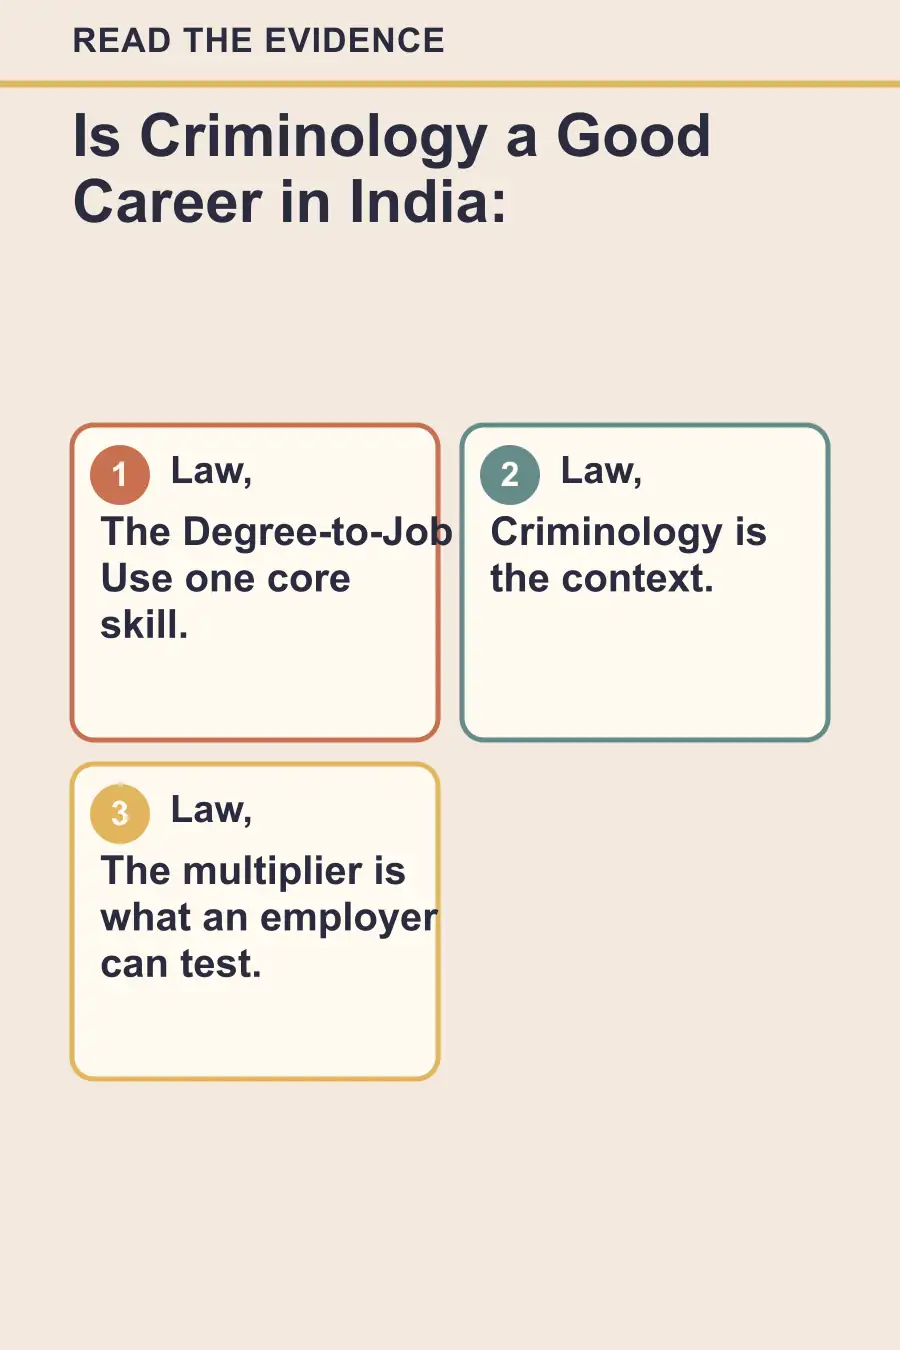 READ THE EVIDENCE
Is Criminology a Good
Career in India:
1 Law,
The Degree-to-Job
Use one core
skill.
2 Law,
Criminology is
the context.
3 Law,
The multiplier is
what an employer
can test.